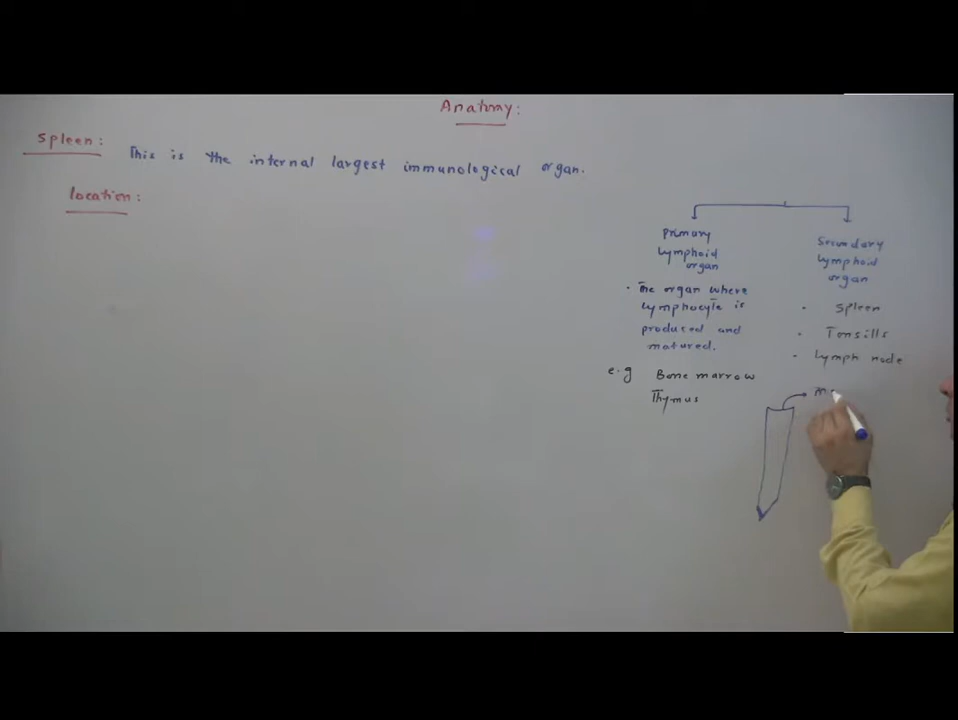 Anatmy:
Spleen: This is the internal largest immunological organ.
location:
Primary
Lymphoid
organ
• The organ where
Lymphocyte is
produced and
matured.
e.g Bone marrow
Thymus
Secondary
Lymphoid
organ
• Spleen
• Tonsills
• Lymph node